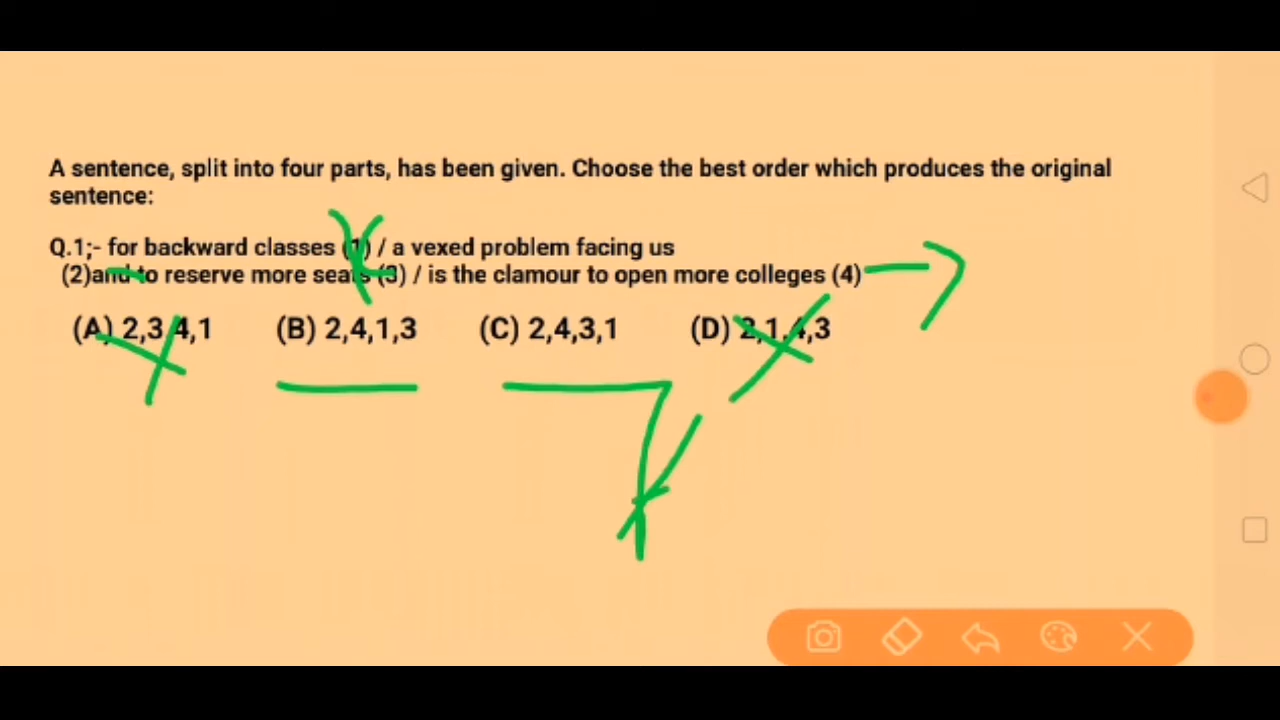 A sentence, split into four parts, has been given. Choose the best order which produces the original
sentence:
Q.1;- for backward classes (1) / a vexed problem facing us
(2)and to reserve more seats (3) / is the clamour to open more colleges (4)
(A) 2,3,4,1 (B) 2,4,1,3 (C) 2,4,3,1 (D) 2,1,4,3